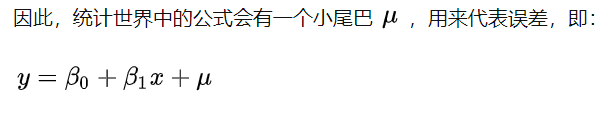 因此，统计世界中的公式会有一个小尾巴 μ ，用来代表误差，即：
y = β₀ + β₁x + μ